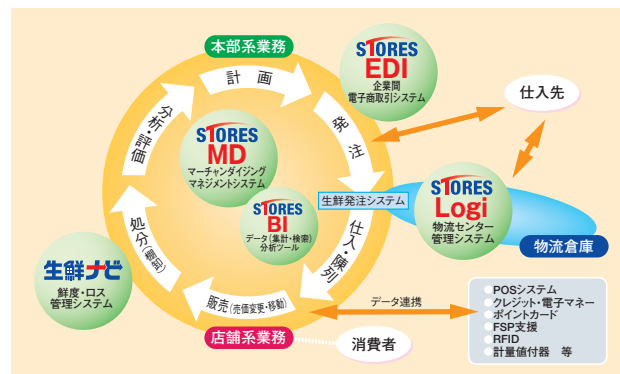 本部系業務
計画
STORES
EDI
企業間
電子商取引システム
仕入先
発注
分析・評価
STORES
MD
マーチャンダイジング
マネジメントシステム
STORES
BI
データ（集計・検索）
分析ツール
生鮮発注システム
STORES
Logi
物流センター
管理システム
物流倉庫
仕入・陳列
処分（棚卸）
生鮮ナビ
鮮度・ロス
管理システム
販売（売価変更・移動）
データ連携
POSシステム
クレジット・電子マネー
ポイントカード
FSP支援
RFID
計量値付器　等
店舗系業務
消費者